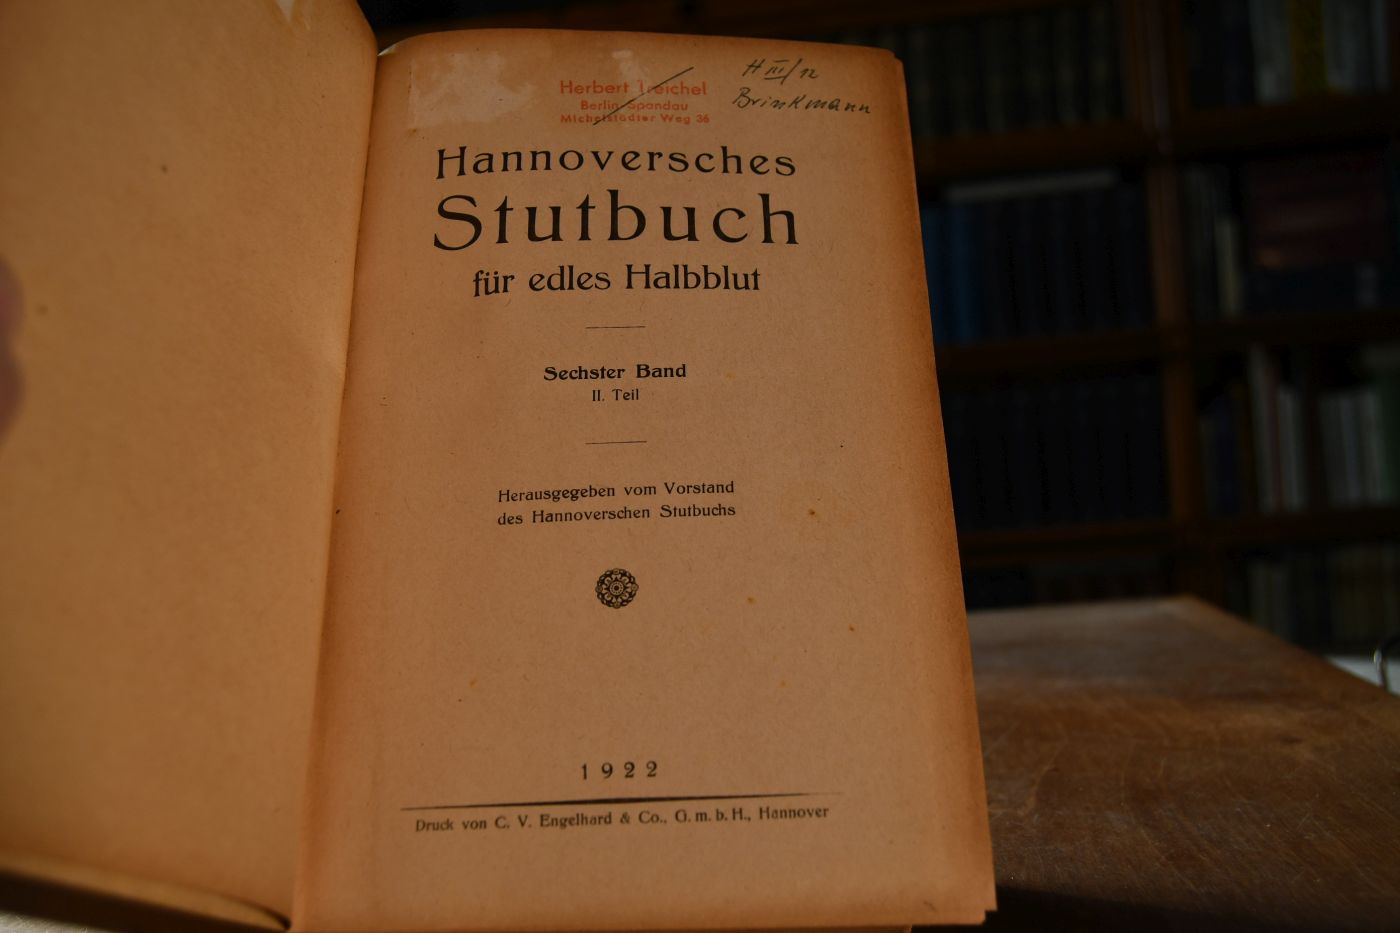 Herbert Treichel
Berlin-Spandau
Michelstädter Weg 36
H III/12
Brinkmann
Hannoversches
Stutbuch
für edles Halbblut
Sechster Band
II. Teil
Herausgegeben vom Vorstand
des Hannoverschen Stutbuchs
1922
Druck von C. V. Engelhard & Co., G. m. b. H., Hannover